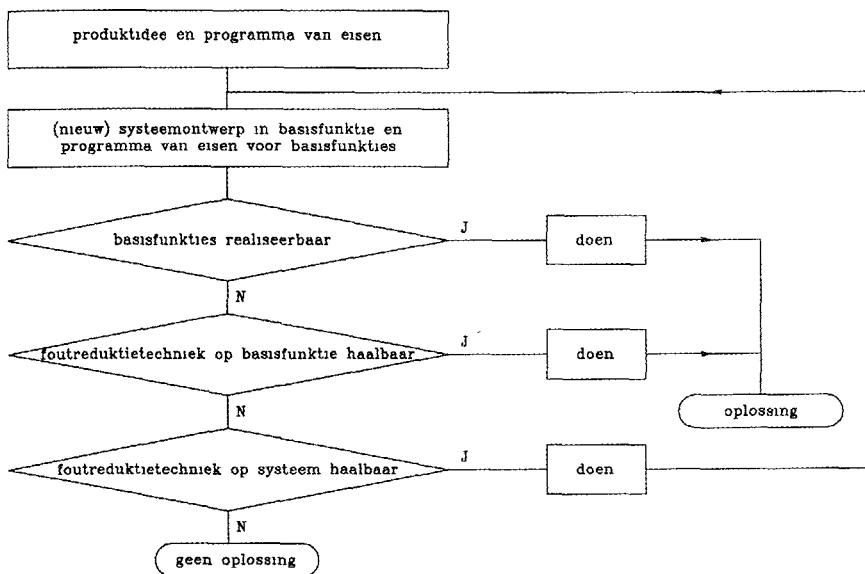 produktidee en programma van eisen
(nieuw) systeemontwerp in basisfunktie en
programma van eisen voor basisfunkties
basisfunkties realiseerbaar
J
doen
N
foutreduktietechniek op basisfunktie haalbaar
J
doen
N
oplossing
foutreduktietechniek op systeem haalbaar
J
doen
N
geen oplossing